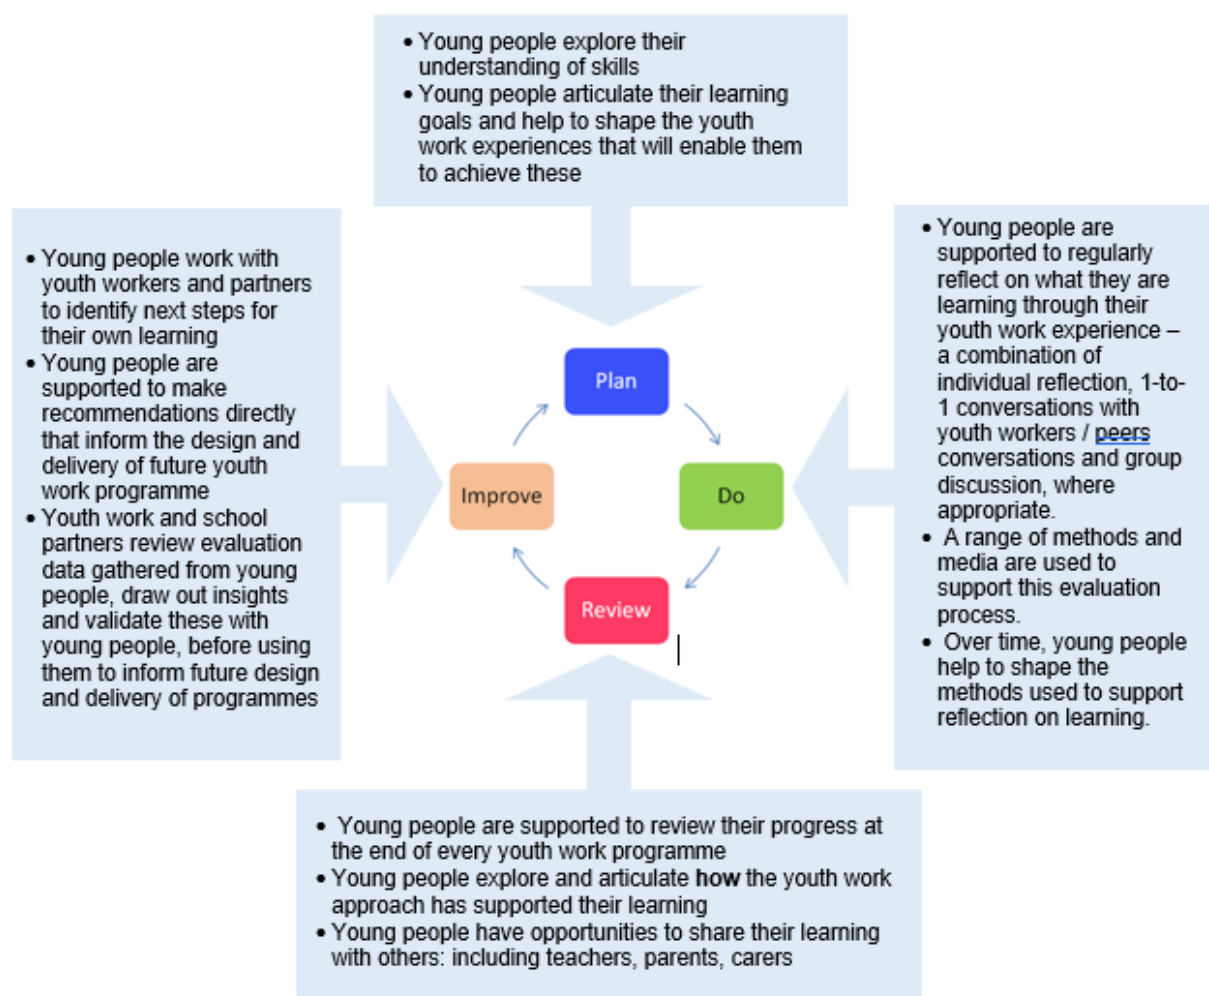 • Young people explore their
understanding of skills
• Young people articulate their learning
goals and help to shape the youth
work experiences that will enable them
to achieve these
• Young people work with
youth workers and partners
to identify next steps for
their own learning
• Young people are
supported to make
recommendations directly
that inform the design and
delivery of future youth
work programme
• Youth work and school
partners review evaluation
data gathered from young
people, draw out insights
and validate these with
young people, before using
them to inform future design
and delivery of programmes
Plan
Improve
Do
Review
• Young people are
supported to regularly
reflect on what they are
learning through their
youth work experience –
a combination of
individual reflection, 1-to-
1 conversations with
youth workers / peers
conversations and group
discussion, where
appropriate.
• A range of methods and
media are used to
support this evaluation
process.
• Over time, young people
help to shape the
methods used to support
reflection on learning.
• Young people are supported to review their progress at
the end of every youth work programme
• Young people explore and articulate how the youth work
approach has supported their learning
• Young people have opportunities to share their learning
with others: including teachers, parents, carers